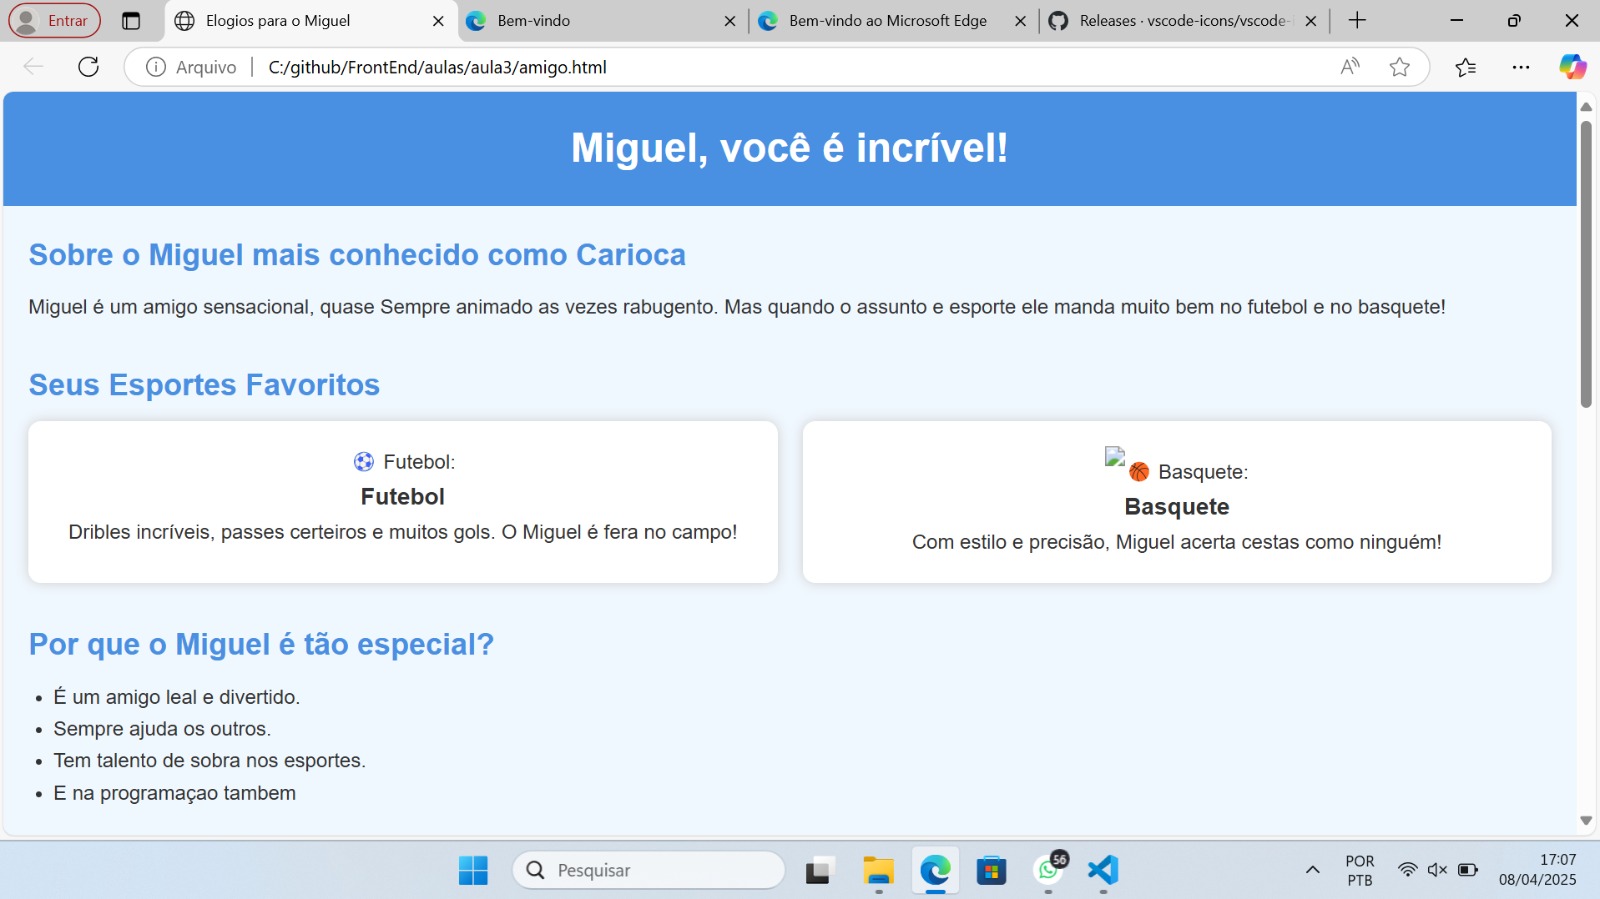 Entrar
Elogios para o Miguel
Bem-vindo
Bem-vindo ao Microsoft Edge
Releases · vscode-icons/vscode-
Arquivo
C:/github/FrontEnd/aulas/aula3/amigo.html
Miguel, você é incrível!
Sobre o Miguel mais conhecido como Carioca
Miguel é um amigo sensacional, quase Sempre animado as vezes rabugento. Mas quando o assunto e esporte ele manda muito bem no futebol e no basquete!
Seus Esportes Favoritos
Futebol:
Futebol
Dribles incríveis, passes certeiros e muitos gols. O Miguel é fera no campo!
Basquete:
Basquete
Com estilo e precisão, Miguel acerta cestas como ninguém!
Por que o Miguel é tão especial?
• É um amigo leal e divertido.
• Sempre ajuda os outros.
• Tem talento de sobra nos esportes.
• E na programaçao tambem
Pesquisar
56
POR
PTB
17:07
08/04/2025